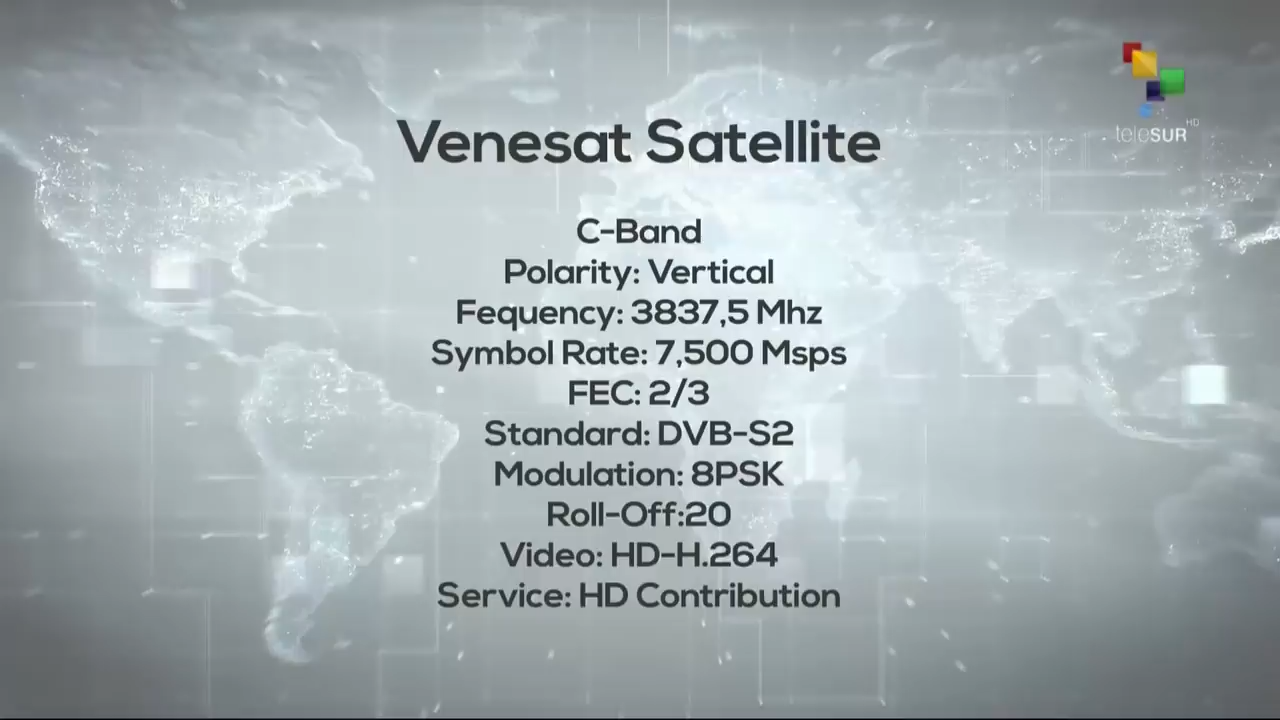 Venesat Satellite
C-Band
Polarity: Vertical
Fequency: 3837,5 Mhz
Symbol Rate: 7,500 Msps
FEC: 2/3
Standard: DVB-S2
Modulation: 8PSK
Roll-Off:20
Video: HD-H.264
Service: HD Contribution
teleSUR HD